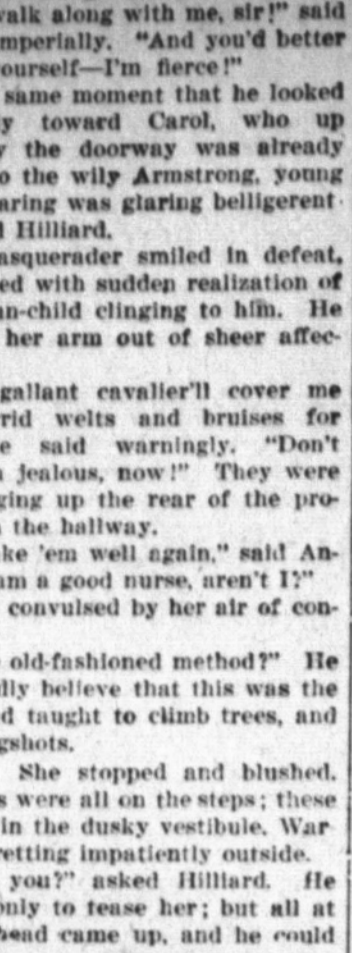 walk along with me, sir!" said
mperially. "And you'd better
ourself—I'm fierce!"
same moment that he looked
y toward Carol, who up
y the doorway was already
o the wily Armstrong, young
aring was glaring belligerent-
d Hilliard.
asquerader smiled in defeat,
ed with sudden realization of
an-child clinging to him. He
her arm out of sheer affec-
gallant cavalier'll cover me
rid welts and bruises for
e said warningly. "Don't
jealous, now!" They were
ging up the rear of the pro-
the hallway.
ke 'em well again," said An-
am a good nurse, aren't I?"
convulsed by her air of con-
old-fashioned method?" He
lly believe that this was the
d taught to climb trees, and
gshots.
She stopped and blushed.
s were all on the steps; these
in the dusky vestibule. War
retting impatiently outside.
you?" asked Hilliard. He
only to tease her; but all at
head came up, and he could